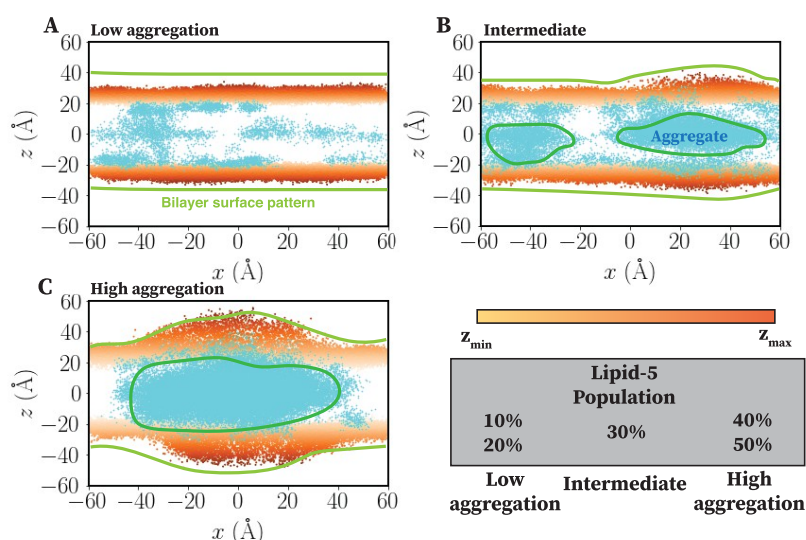 A
Low aggregation
60
40
20
0
−20
−40
−60
z (Å)
Bilayer surface pattern
−60 −40 −20 0 20 40 60
x (Å)
B
Intermediate
60
40
20
0
−20
−40
−60
z (Å)
Aggregate
−60 −40 −20 0 20 40 60
x (Å)
C
High aggregation
60
40
20
0
−20
−40
−60
z (Å)
−60 −40 −20 0 20 40 60
x (Å)
zmin zmax
Lipid-5
Population
10% 40%
30%
20% 50%
Low Intermediate High
aggregation aggregation